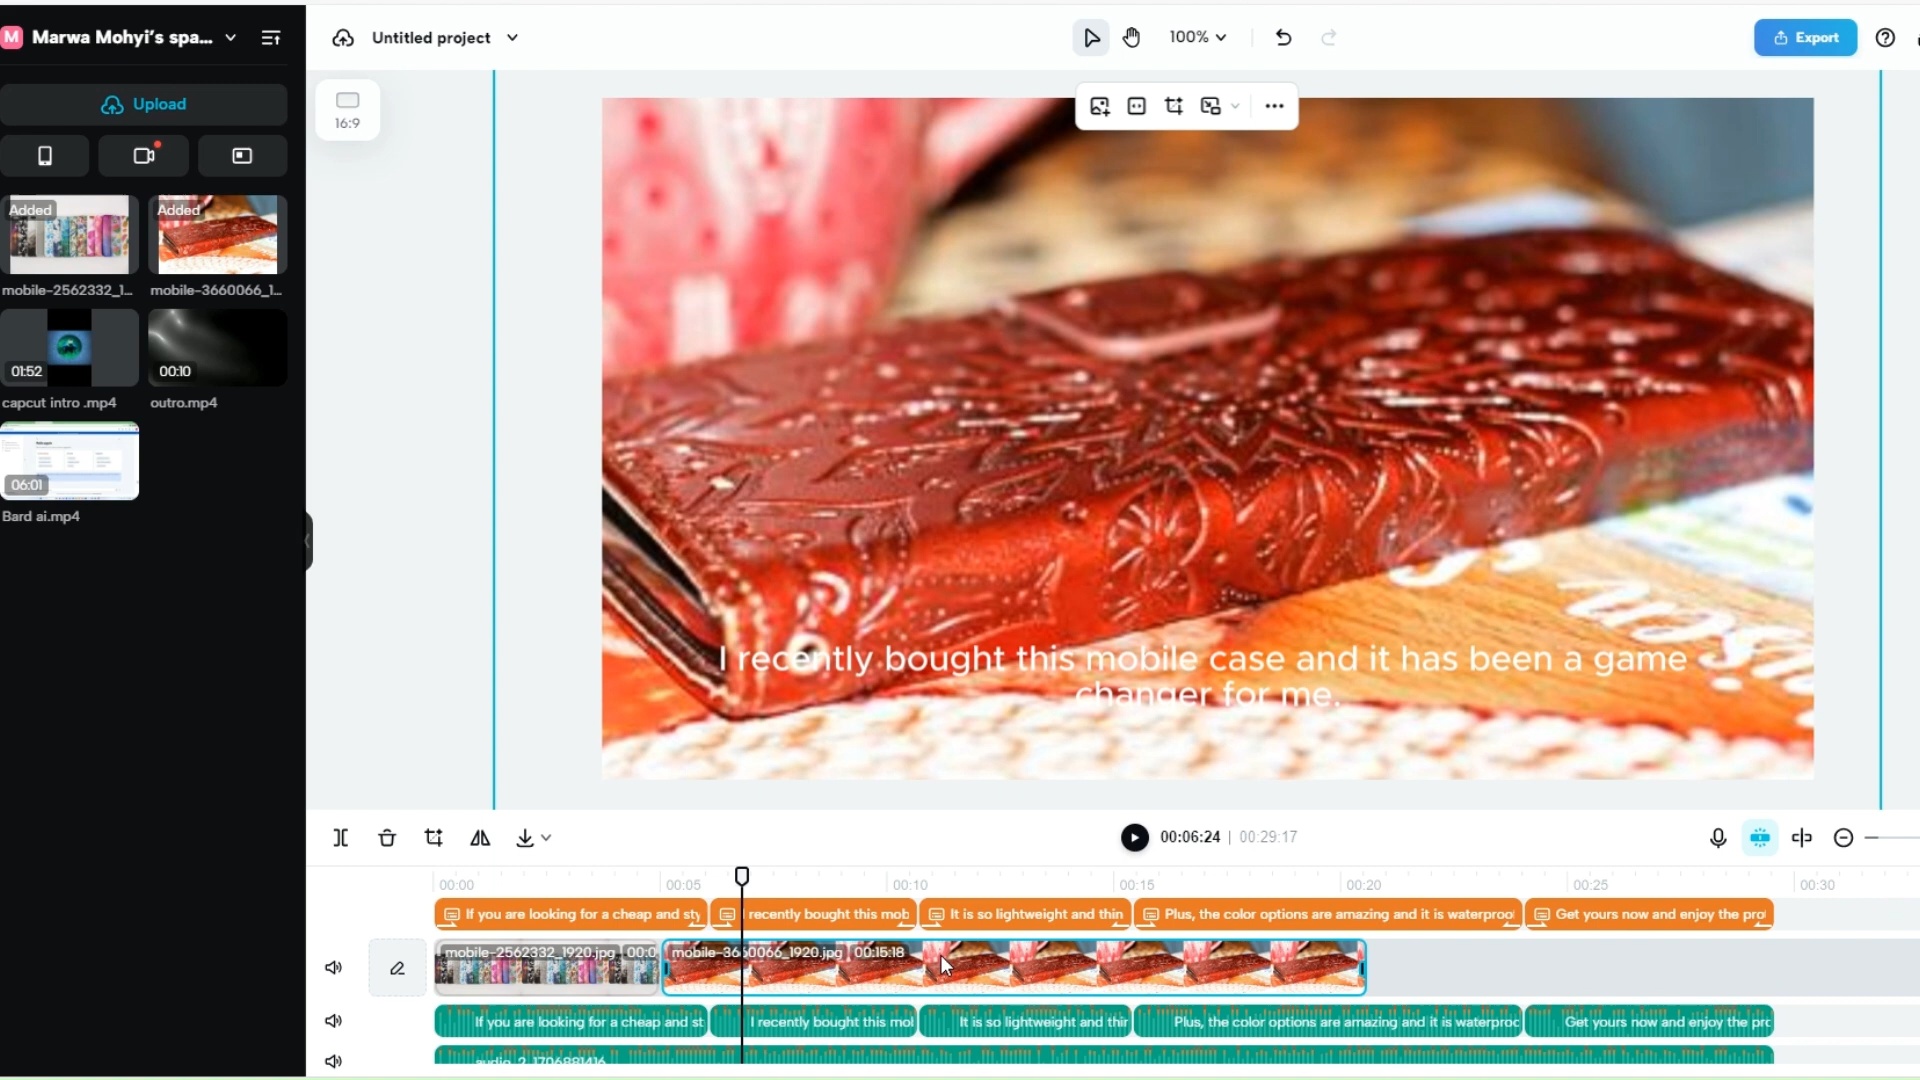 M Marwa Mohyi's spa...
Untitled project
100%
Export
Upload
16:9
Added
Added
mobile-2562332_1...
mobile-3660066_1...
01:52
00:10
capcut intro .mp4
outro.mp4
06:01
Bard ai.mp4
I recently bought this mobile case and it has been a game
changer for me.
00:06:24 | 00:29:17
00:00
00:05
00:10
00:15
00:20
00:25
00:30
If you are looking for a cheap and sty
recently bought this mob
It is so lightweight and thin
Plus, the color options are amazing and it is waterproo
Get yours now and enjoy the pro
mobile-2562332_1920.jpg 00:0
mobile-3660066_1920.jpg 00:15:18
If you are looking for a cheap and st
I recently bought this mol
It is so lightweight and thir
Plus, the color options are amazing and it is waterproo
Get yours now and enjoy the pro
audio_2_1706881416